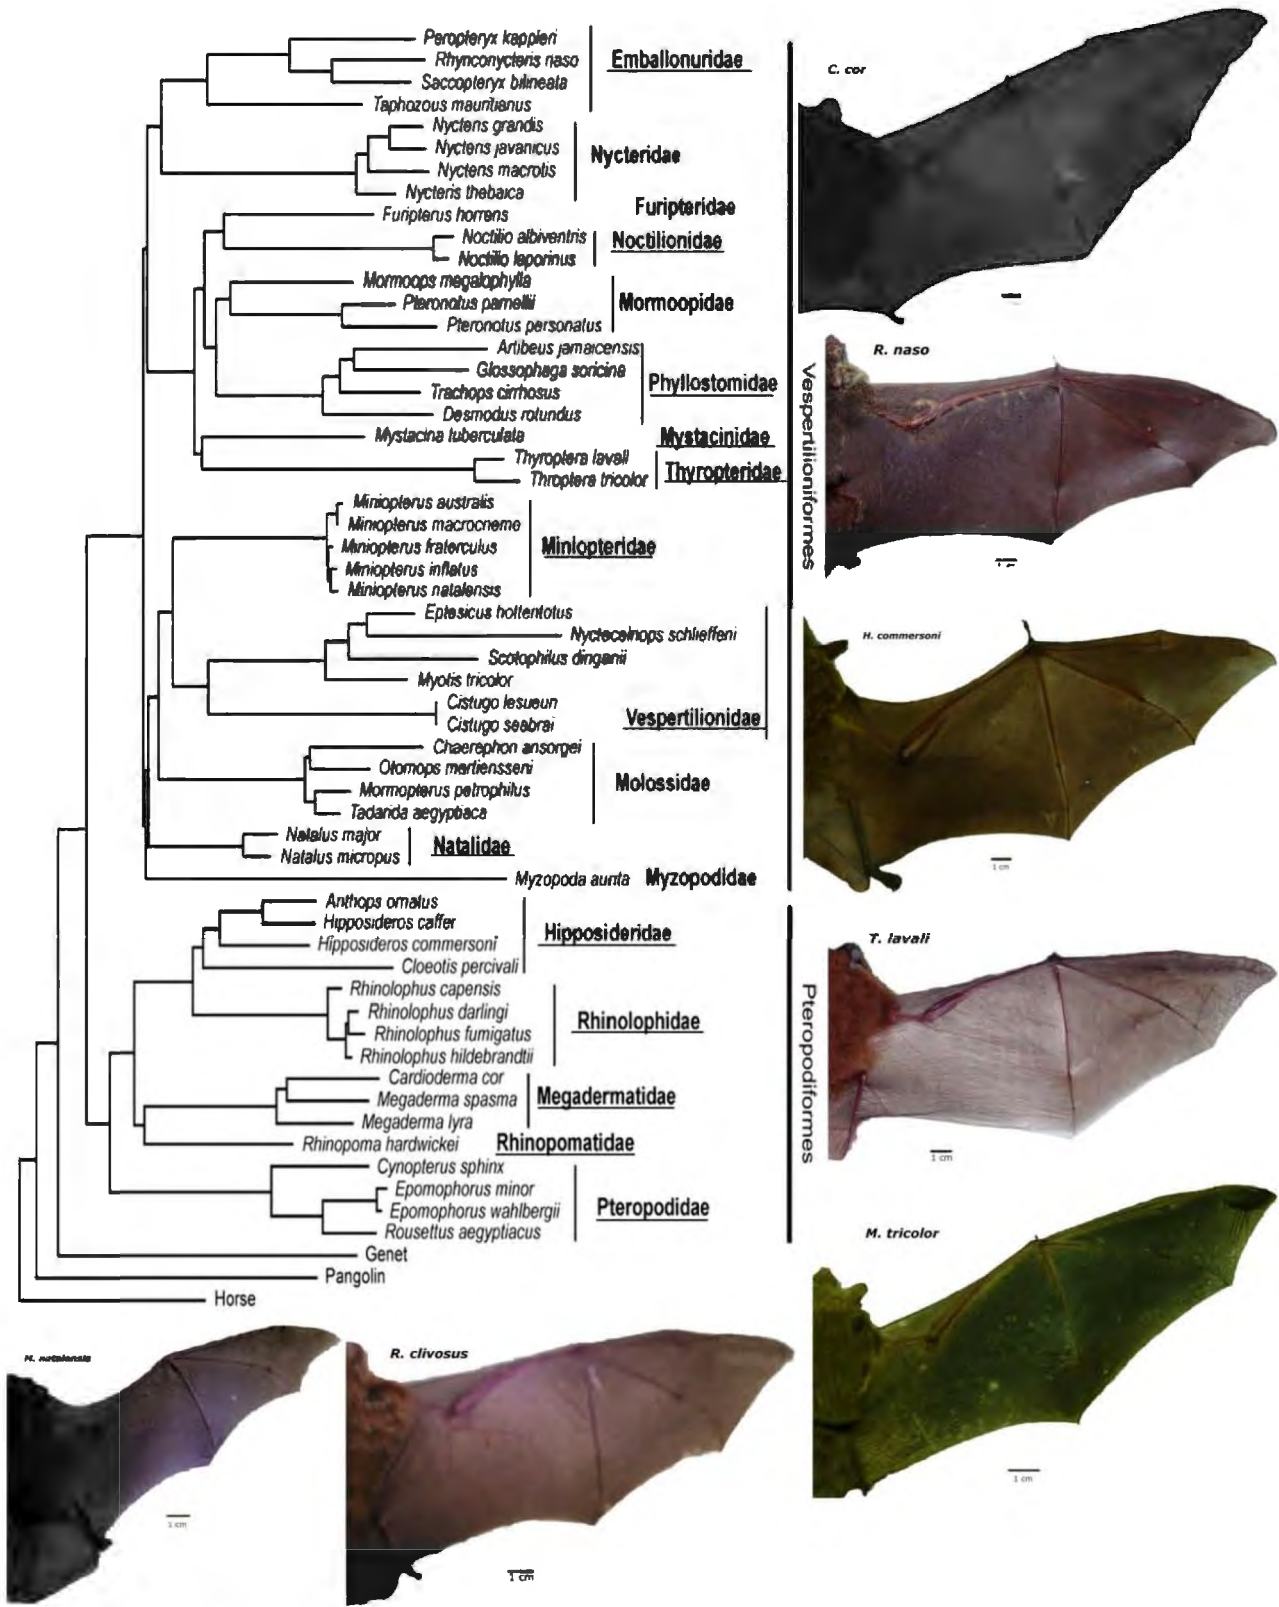 Peropteryx kappleri
Rhynconycteris naso
Saccopteryx bilineata
Taphozous mauritianus
Emballonuridae
Nyctens grandis
Nyctens javanicus
Nyctens macrotis
Nycteris thebaica
Nycteridae
Furipterus horrens
Furipteridae
Noctilio albiventris
Noctilio leporinus
Noctilionidae
Mormoops megalophylla
Pteronotus parnellii
Pteronotus personatus
Mormoopidae
Artibeus jamaicensis
Glossophaga soricina
Trachops cirrhosus
Desmodus rotundus
Phyllostomidae
Mystacina tuberculata
Mystacinidae
Thyroptera lavali
Throptera tricolor
Thyropteridae
Miniopterus australis
Miniopterus macrocneme
Miniopterus fraterculus
Miniopterus inflatus
Miniopterus natalensis
Miniopteridae
Eptesicus hottentotus
Nycteceinops schlieffeni
Scotophilus dinganii
Myotis tricolor
Cistugo lesueun
Cistugo seabrai
Vespertilionidae
Chaerephon ansorgei
Otomops martiensseni
Mormopterus petrophilus
Tadarida aegyptiaca
Molossidae
Natalus major
Natalus micropus
Natalidae
Myzopoda aurita
Myzopodidae
Vespertilioniformes
Anthops ornatus
Hipposideros caffer
Hipposideros commersoni
Cloeotis percivali
Hipposideridae
Rhinolophus capensis
Rhinolophus darlingi
Rhinolophus fumigatus
Rhinolophus hildebrandtii
Rhinolophidae
Cardioderma cor
Megaderma spasma
Megaderma lyra
Megadermatidae
Rhinopoma hardwickei
Rhinopomatidae
Cynopterus sphinx
Epomophorus minor
Epomophorus wahlbergii
Rousettus aegyptiacus
Pteropodidae
Pteropodiformes
Genet
Pangolin
Horse
C. cor
R. naso
H. commersoni
1 cm
T. lavali
1 cm
M. tricolor
1 cm
M. natalensis
1 cm
R. clivosus
1 cm